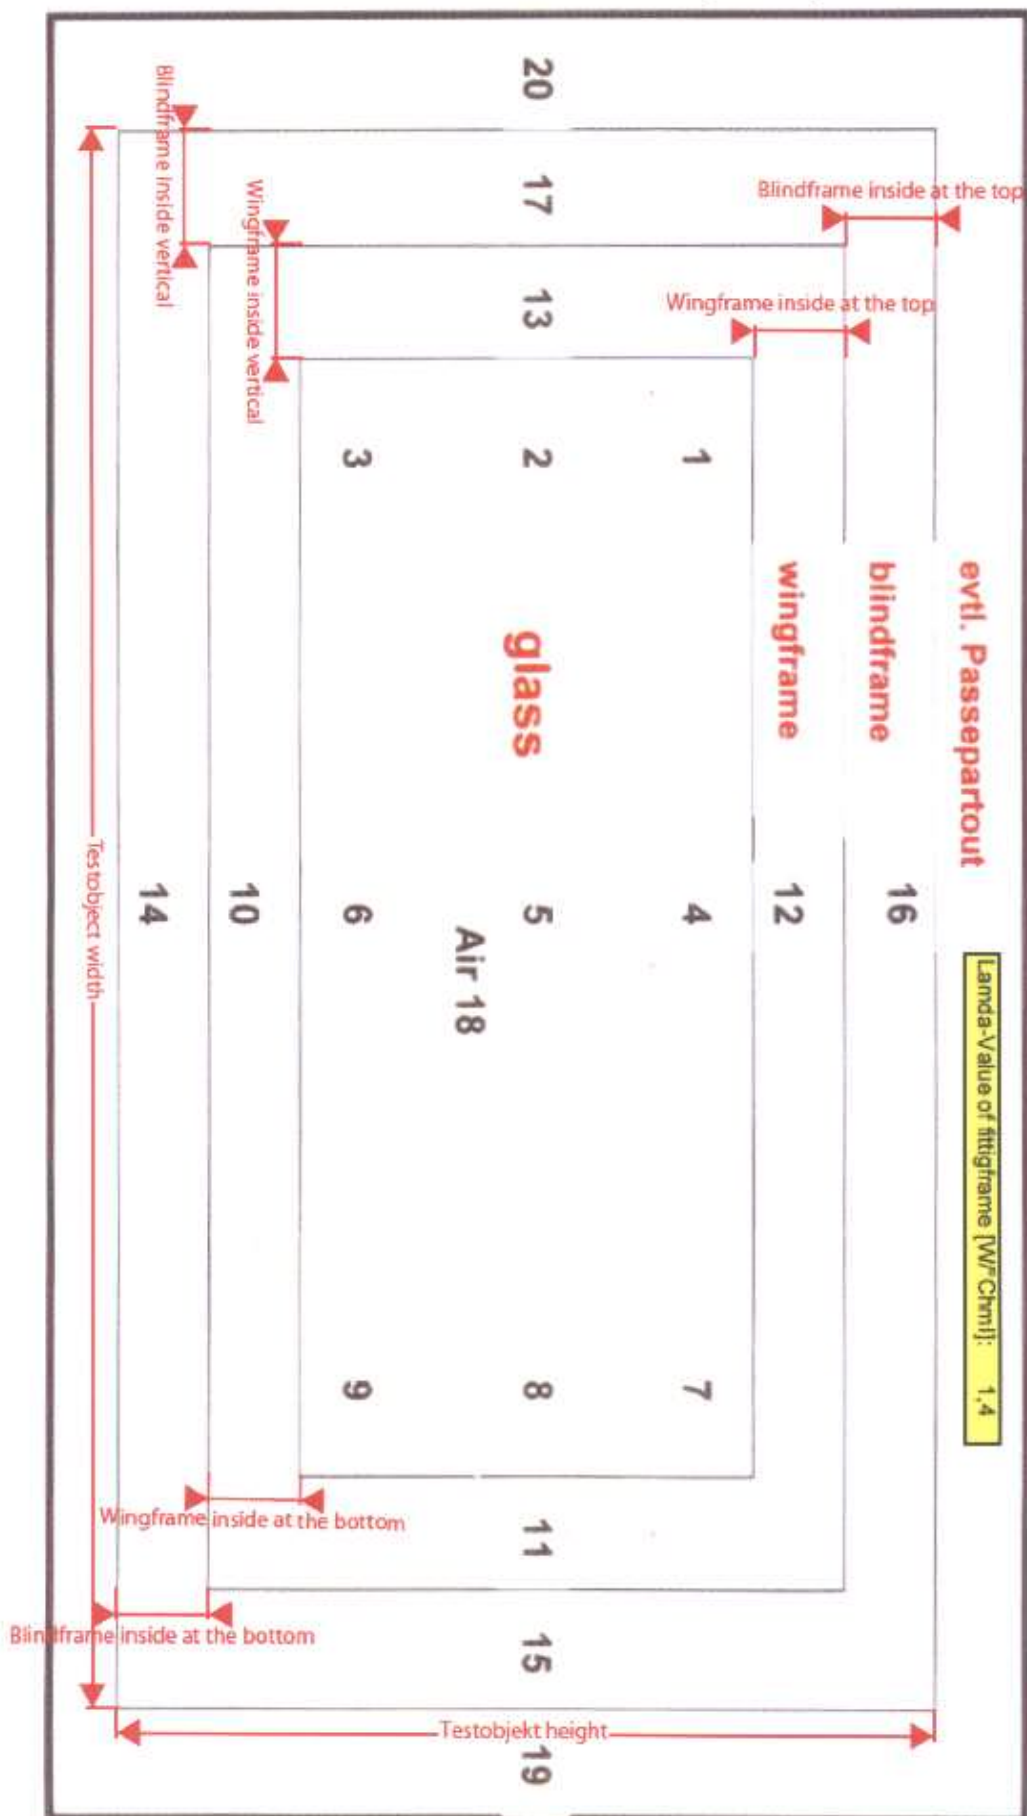 evtl. Passepartout
Lamda-Value of fittigframe [W/°Chml]: 1,4
blindframe
16
Blindframe inside at the top
wingframe
12
Wingframe inside at the top
1
4
7
20
17
13
2
glass
5
8
11
15
19
Air 18
3
6
9
Wingframe inside vertical
10
Wingframe inside at the bottom
Blindframe inside vertical
14
Blindframe inside at the bottom
Testobject width
Testobjekt height